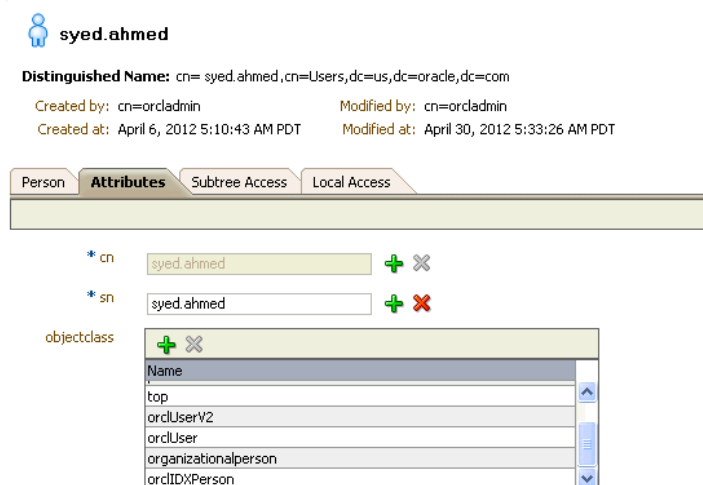 syed.ahmed
Distinguished Name: cn= syed.ahmed,cn=Users,dc=us,dc=oracle,dc=com
Created by: cn=orcladmin Modified by: cn=orcladmin
Created at: April 6, 2012 5:10:43 AM PDT Modified at: April 30, 2012 5:33:26 AM PDT
Person Attributes Subtree Access Local Access
* cn syed.ahmed
* sn syed.ahmed
objectclass
Name
top
orclUserV2
orclUser
organizationalperson
orclIDXPerson